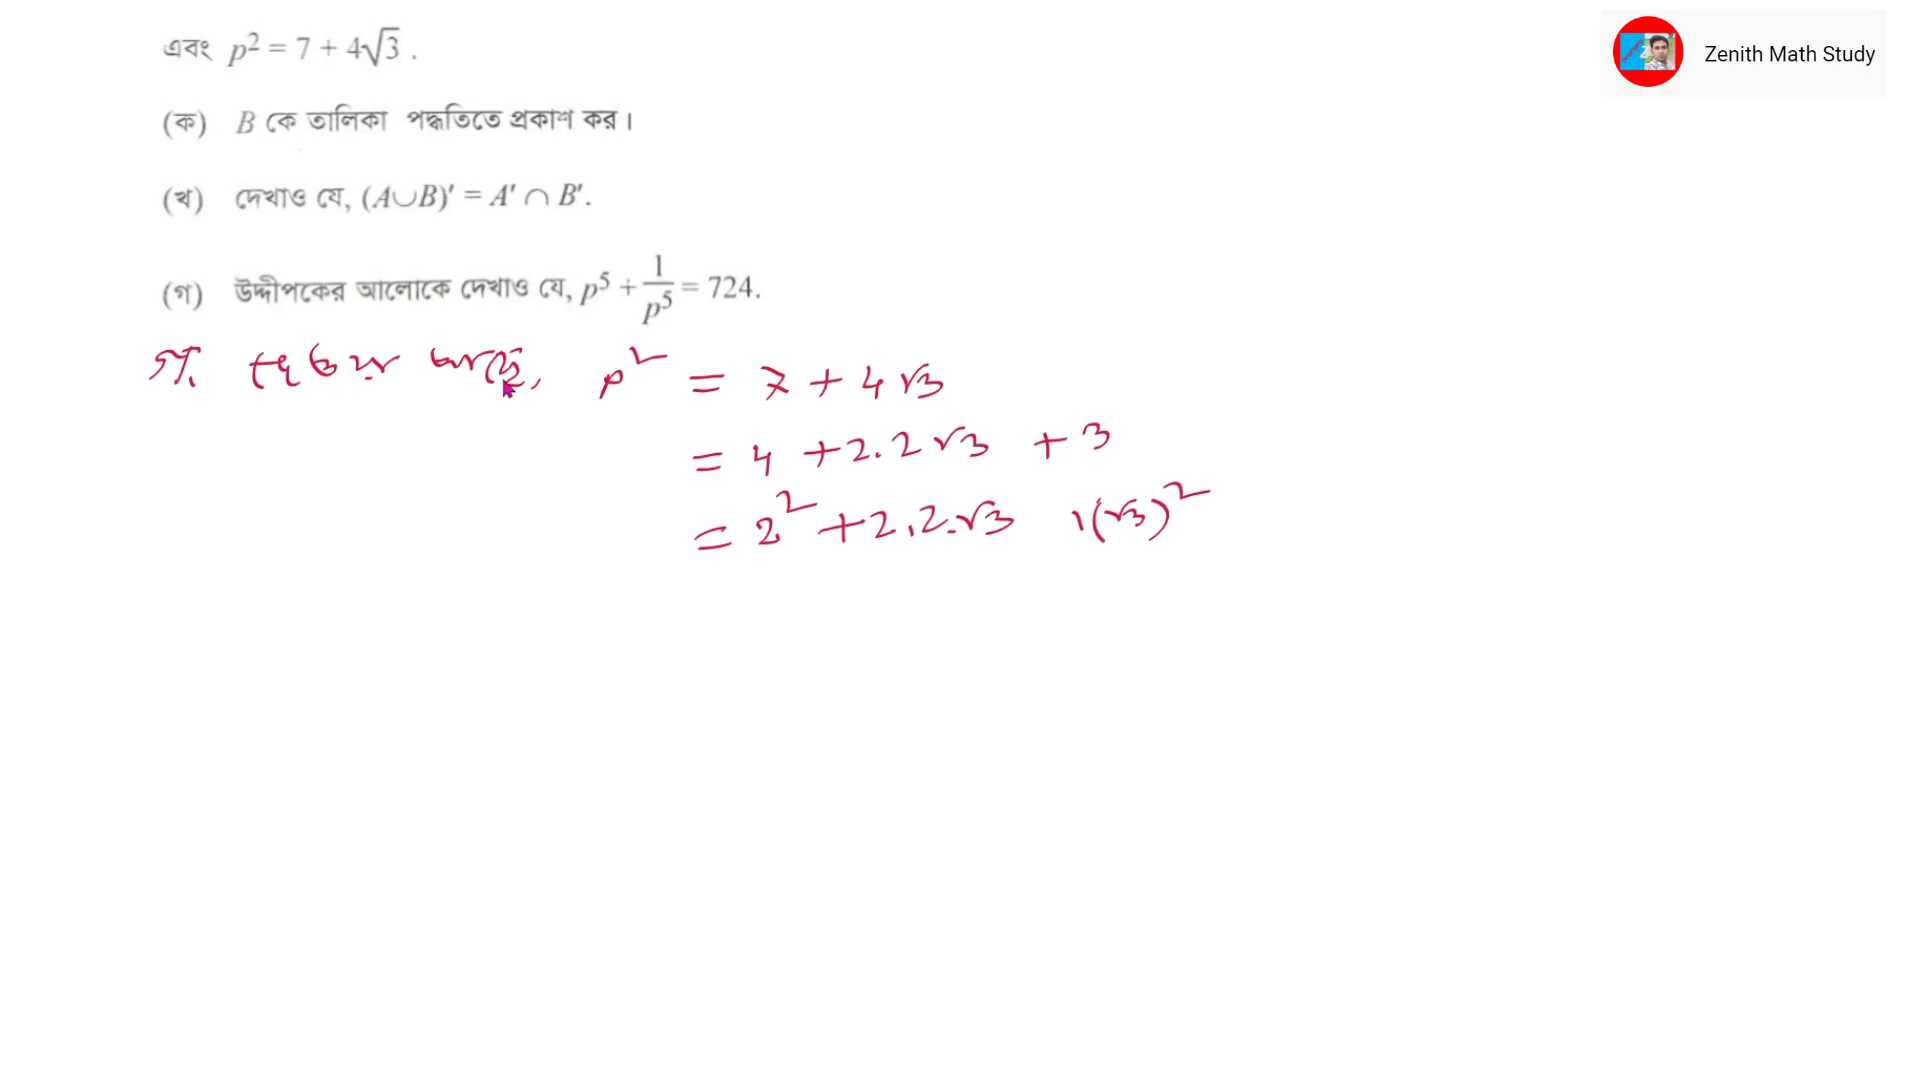 Zenith Math Study
এবং p² = 7 + 4√3 .
(ক) B কে তালিকা পদ্ধতিতে প্রকাশ কর।
(খ) দেখাও যে, (A∪B)' = A' ∩ B'.
(গ) উদ্দীপকের আলোকে দেখাও যে, p⁵ + 1/p⁵ = 724.
গ. দেওয়া আছে, p² = 7 + 4√3
= 4 + 2.2√3 + 3
= 2² + 2.2.√3 (√3)²